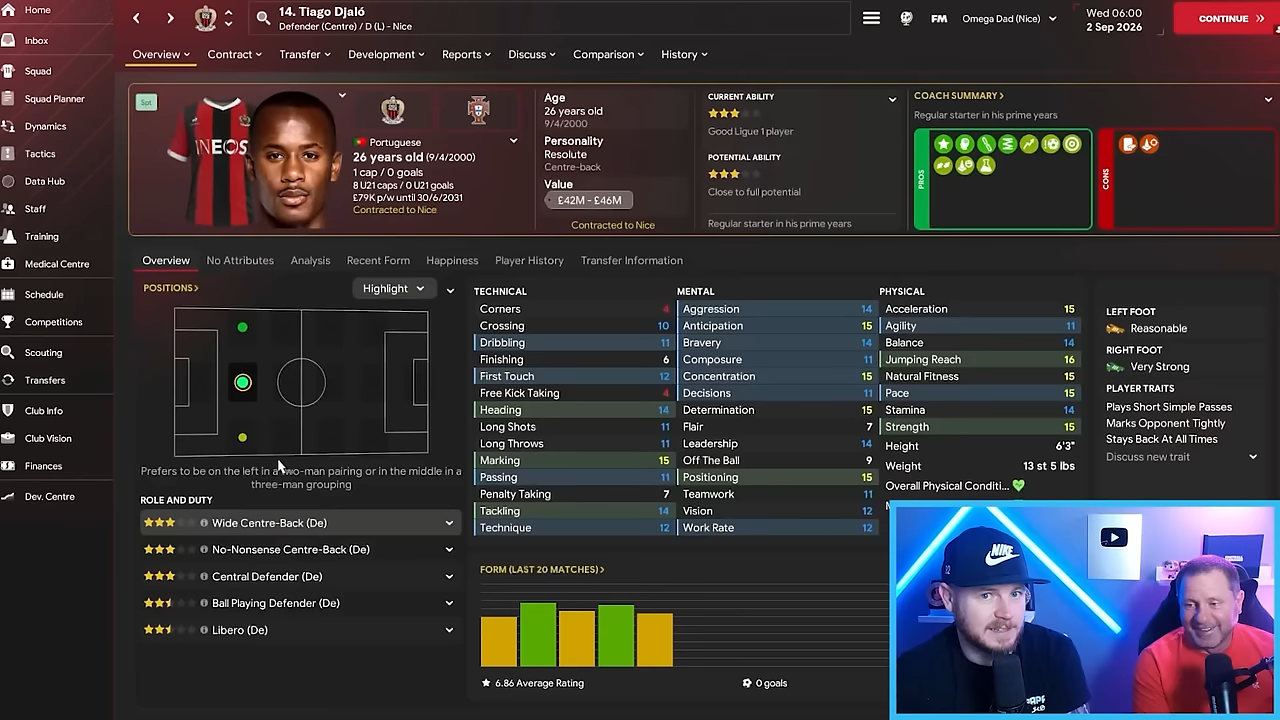 Home
Inbox
Squad
Squad Planner
Dynamics
Tactics
Data Hub
Staff
Training
Medical Centre
Schedule
Competitions
Scouting
Transfers
Club Info
Club Vision
Finances
Dev. Centre
14. Tiago Djaló
Defender (Centre) / D (L) - Nice
FM
Omega Dad (Nice)
Wed 06:00
2 Sep 2026
CONTINUE
Overview
Contract
Transfer
Development
Reports
Discuss
Comparison
History
Spt
INEOS
Portuguese
26 years old (9/4/2000)
1 cap / 0 goals
8 U21 caps / 0 U21 goals
£79K p/w until 30/6/2031
Contracted to Nice
Age
26 years old
9/4/2000
Personality
Resolute
Centre-back
Value
£42M - £46M
Contracted to Nice
CURRENT ABILITY
Good Ligue 1 player
POTENTIAL ABILITY
Close to full potential
Regular starter in his prime years
COACH SUMMARY >
Regular starter in his prime years
PROS
CONS
Overview
No Attributes
Analysis
Recent Form
Happiness
Player History
Transfer Information
POSITIONS >
Highlight
Prefers to be on the left in a two-man pairing or in the middle in a
three-man grouping
ROLE AND DUTY
Wide Centre-Back (De)
No-Nonsense Centre-Back (De)
Central Defender (De)
Ball Playing Defender (De)
Libero (De)
TECHNICAL
Corners 4
Crossing 10
Dribbling 11
Finishing 6
First Touch 12
Free Kick Taking 4
Heading 14
Long Shots 11
Long Throws 11
Marking 15
Passing 11
Penalty Taking 7
Tackling 14
Technique 12
MENTAL
Aggression 14
Anticipation 15
Bravery 14
Composure 11
Concentration 15
Decisions 11
Determination 15
Flair 7
Leadership 14
Off The Ball 9
Positioning 15
Teamwork 11
Vision 12
Work Rate 12
PHYSICAL
Acceleration 15
Agility 11
Balance 14
Jumping Reach 16
Natural Fitness 15
Pace 15
Stamina 14
Strength 15
Height 6'3"
Weight 13 st 5 lbs
Overall Physical Conditi...
LEFT FOOT
Reasonable
RIGHT FOOT
Very Strong
PLAYER TRAITS
Plays Short Simple Passes
Marks Opponent Tightly
Stays Back At All Times
Discuss new trait
FORM (LAST 20 MATCHES) >
6.86 Average Rating
0 goals
NIKE